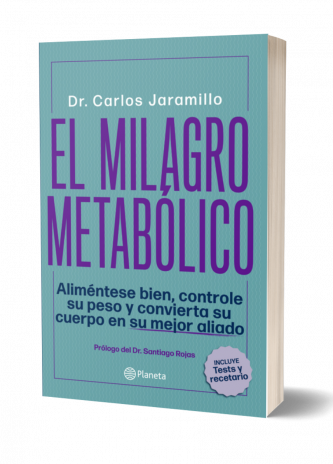 Dr. Carlos Jaramillo
EL MILAGRO
METABÓLICO
Aliméntese bien, controle
su peso y convierta su
cuerpo en su mejor aliado
Prólogo del Dr. Santiago Rojas
INCLUYE
Tests y
recetario
Planeta